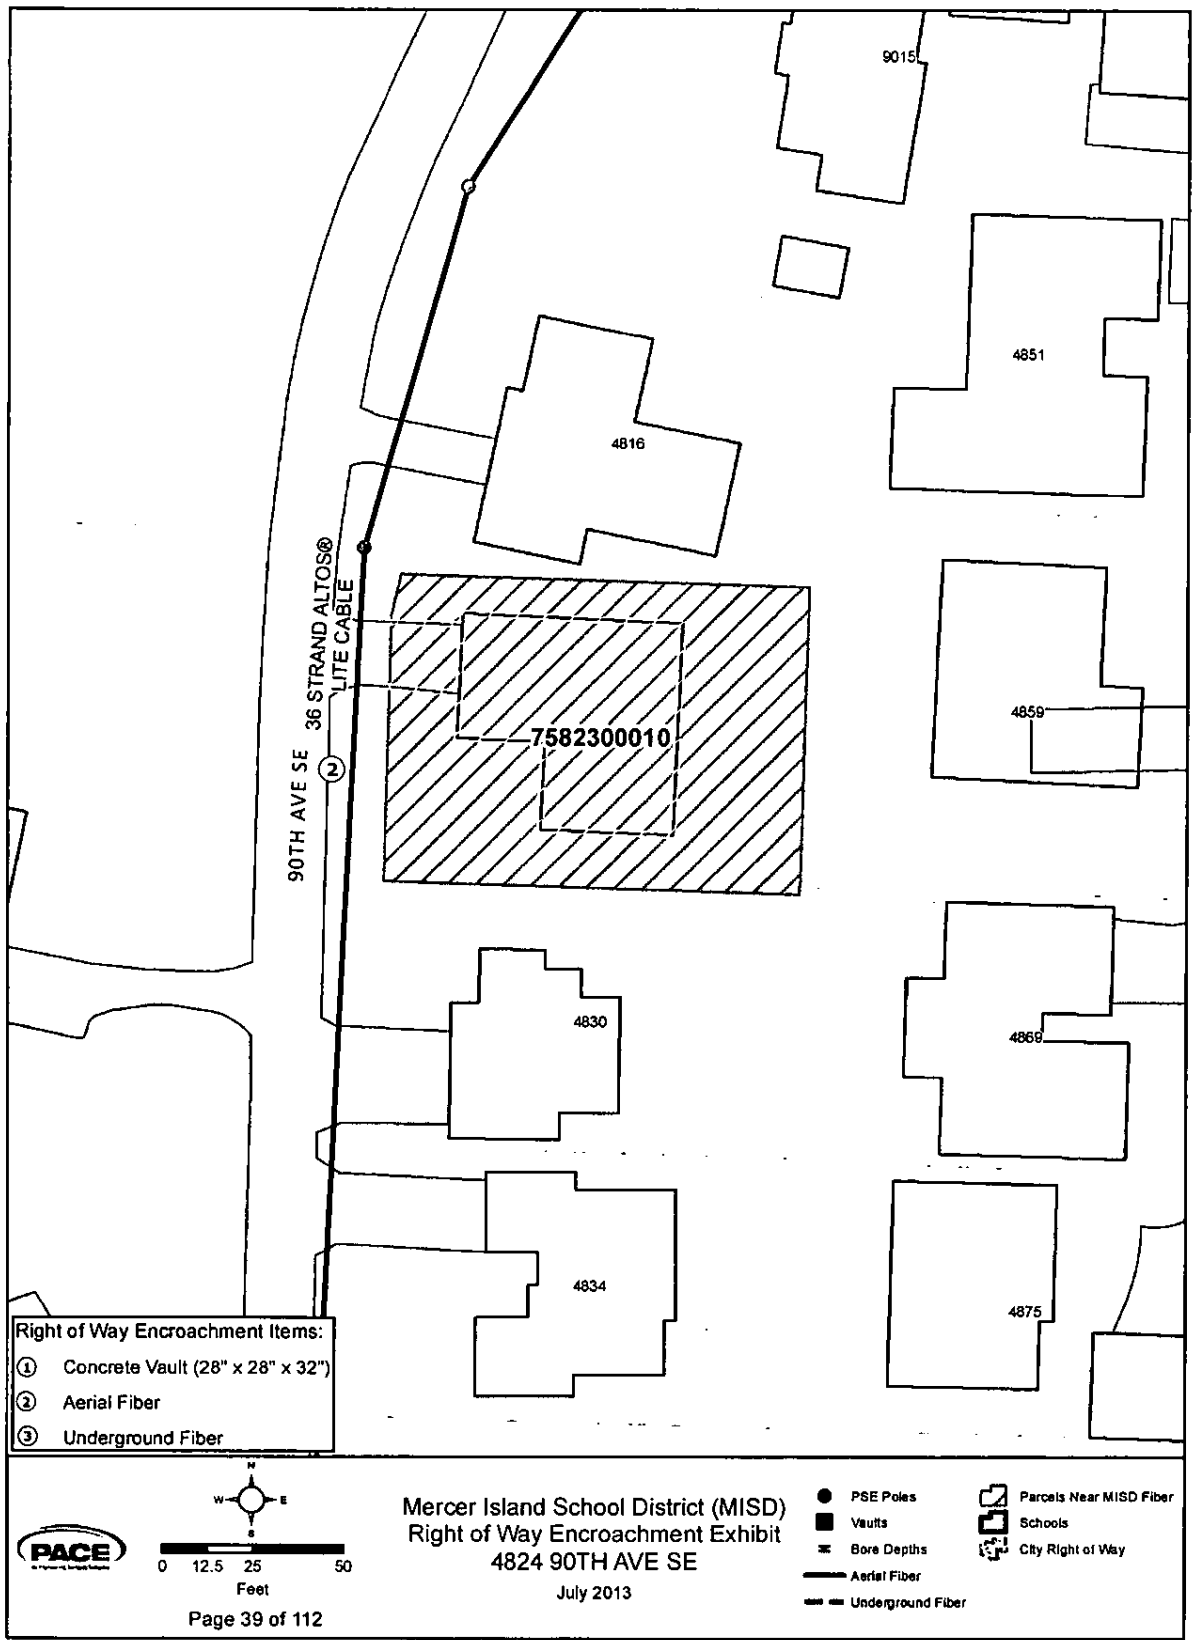 9015
4851
4816
36 STRAND ALTOS®
LITE CABLE
90TH AVE SE
2
7582300010
4859
4830
4869
4834
4875
Right of Way Encroachment Items:
1 Concrete Vault (28" x 28" x 32")
2 Aerial Fiber
3 Underground Fiber
PACE
N
W E
S
0 12.5 25 50
Feet
Page 39 of 112
Mercer Island School District (MISD)
Right of Way Encroachment Exhibit
4824 90TH AVE SE
July 2013
PSE Poles
Vaults
Bore Depths
Aerial Fiber
Underground Fiber
Parcels Near MISD Fiber
Schools
City Right of Way